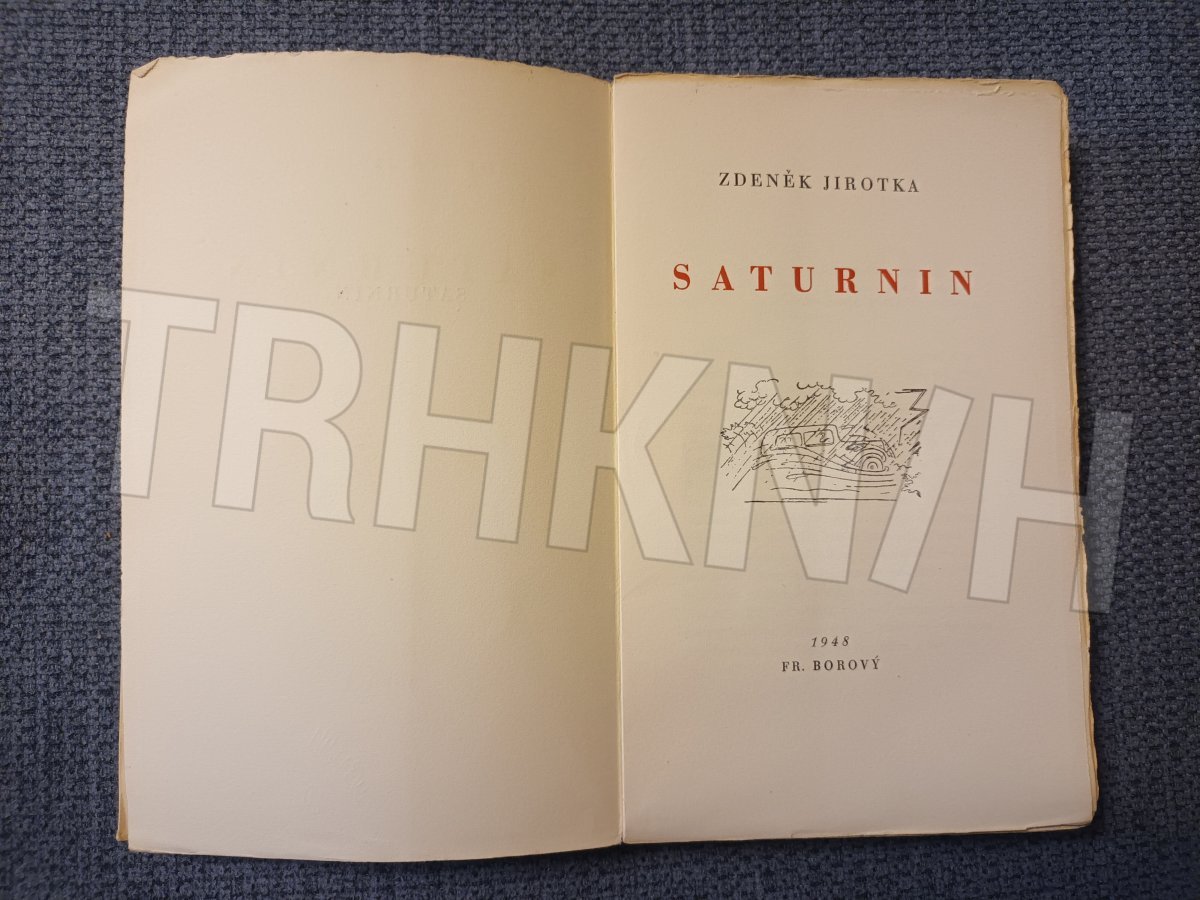 ZDENĚK JIROTKA
SATURNIN
TRHKNIH
1948
FR. BOROVÝ